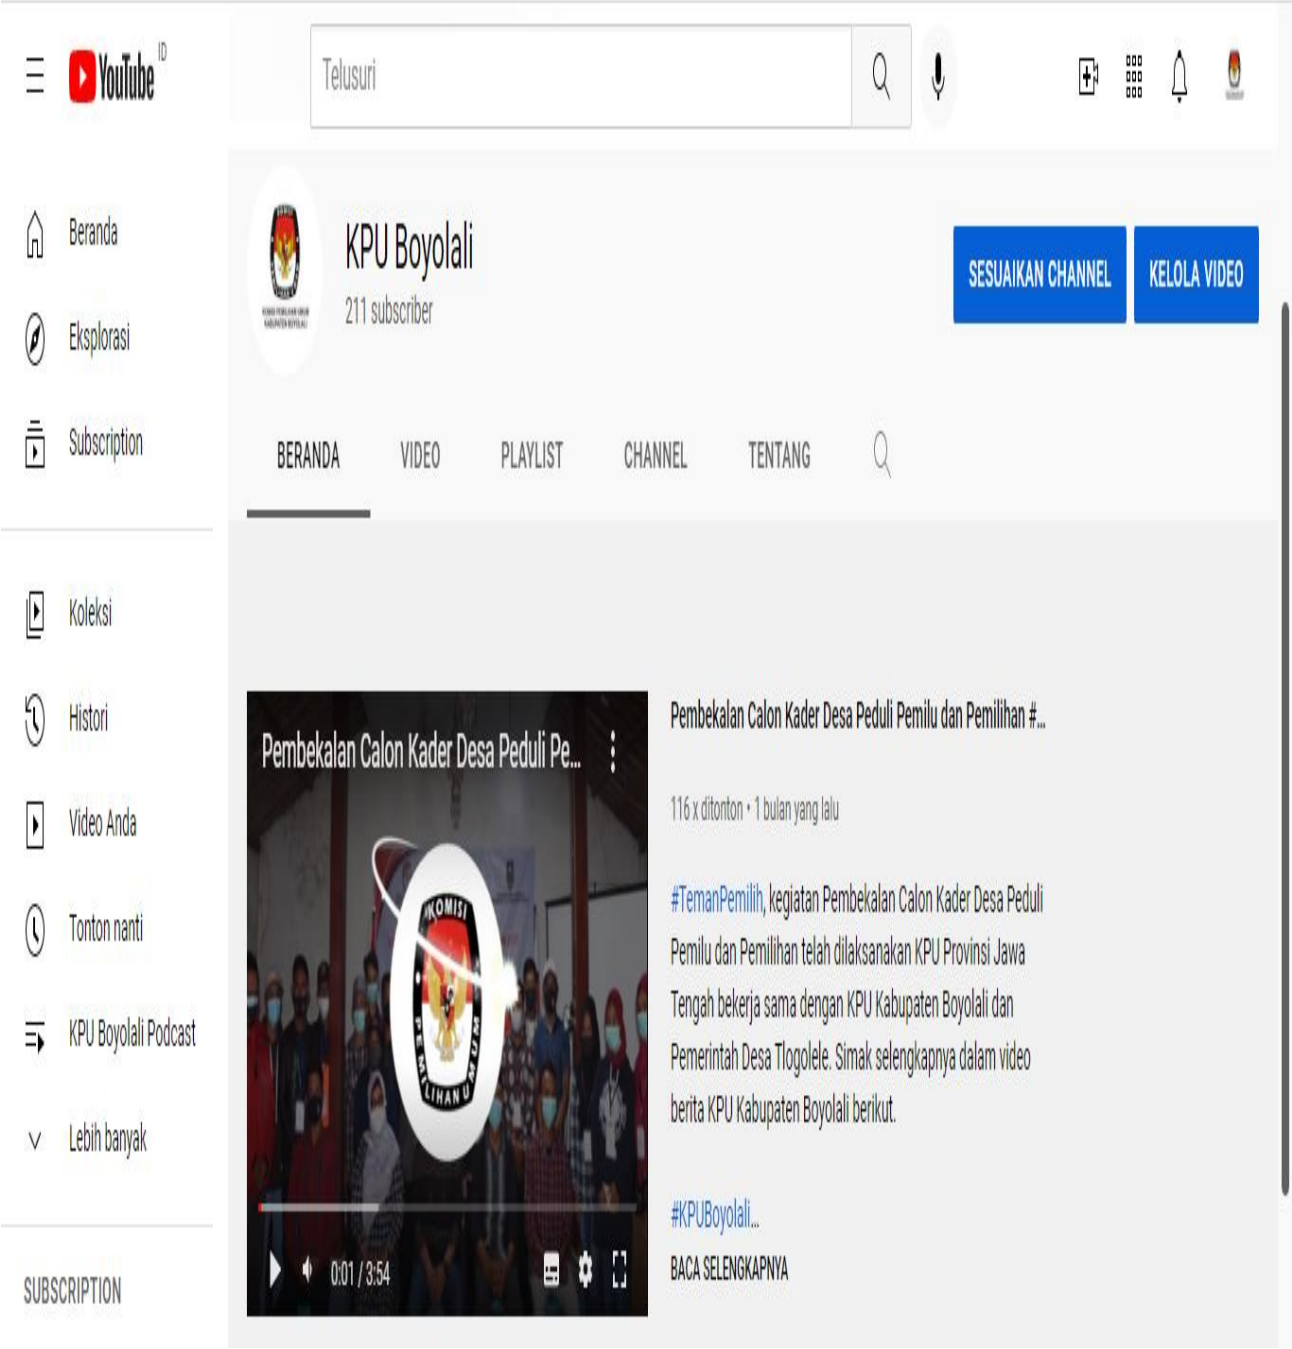 YouTube ID
Telusuri
Beranda
Eksplorasi
Subscription
Koleksi
Histori
Video Anda
Tonton nanti
KPU Boyolali Podcast
Lebih banyak
SUBSCRIPTION
KPU Boyolali
211 subscriber
SESUAIKAN CHANNEL
KELOLA VIDEO
BERANDA
VIDEO
PLAYLIST
CHANNEL
TENTANG
Pembekalan Calon Kader Desa Peduli Pe...
KOMISI
PEMILIHAN UMUM
0:01 / 3:54
Pembekalan Calon Kader Desa Peduli Pemilu dan Pemilihan #...
116 x ditonton • 1 bulan yang lalu
#TemanPemilih, kegiatan Pembekalan Calon Kader Desa Peduli
Pemilu dan Pemilihan telah dilaksanakan KPU Provinsi Jawa
Tengah bekerja sama dengan KPU Kabupaten Boyolali dan
Pemerintah Desa Tlogolele. Simak selengkapnya dalam video
berita KPU Kabupaten Boyolali berikut.
#KPUBoyolali...
BACA SELENGKAPNYA